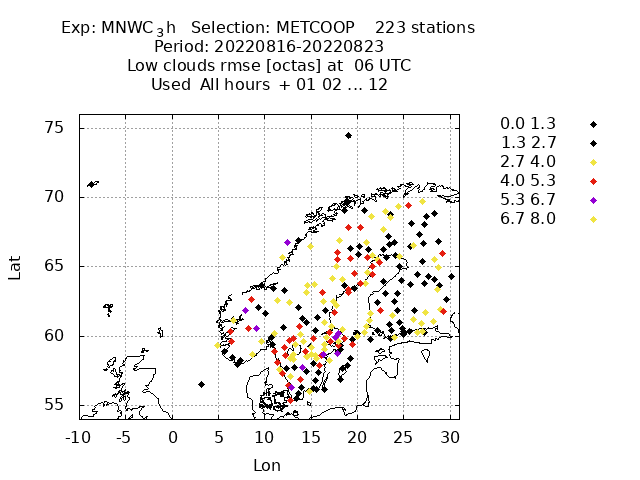 Exp: MNWC_3h Selection: METCOOP 223 stations
Period: 20220816-20220823
Low clouds rmse [octas] at 06 UTC
Used All hours + 01 02 ... 12
0.0 1.3
1.3 2.7
2.7 4.0
4.0 5.3
5.3 6.7
6.7 8.0
75
70
65
60
55
Lat
-10 -5 0 5 10 15 20 25 30
Lon